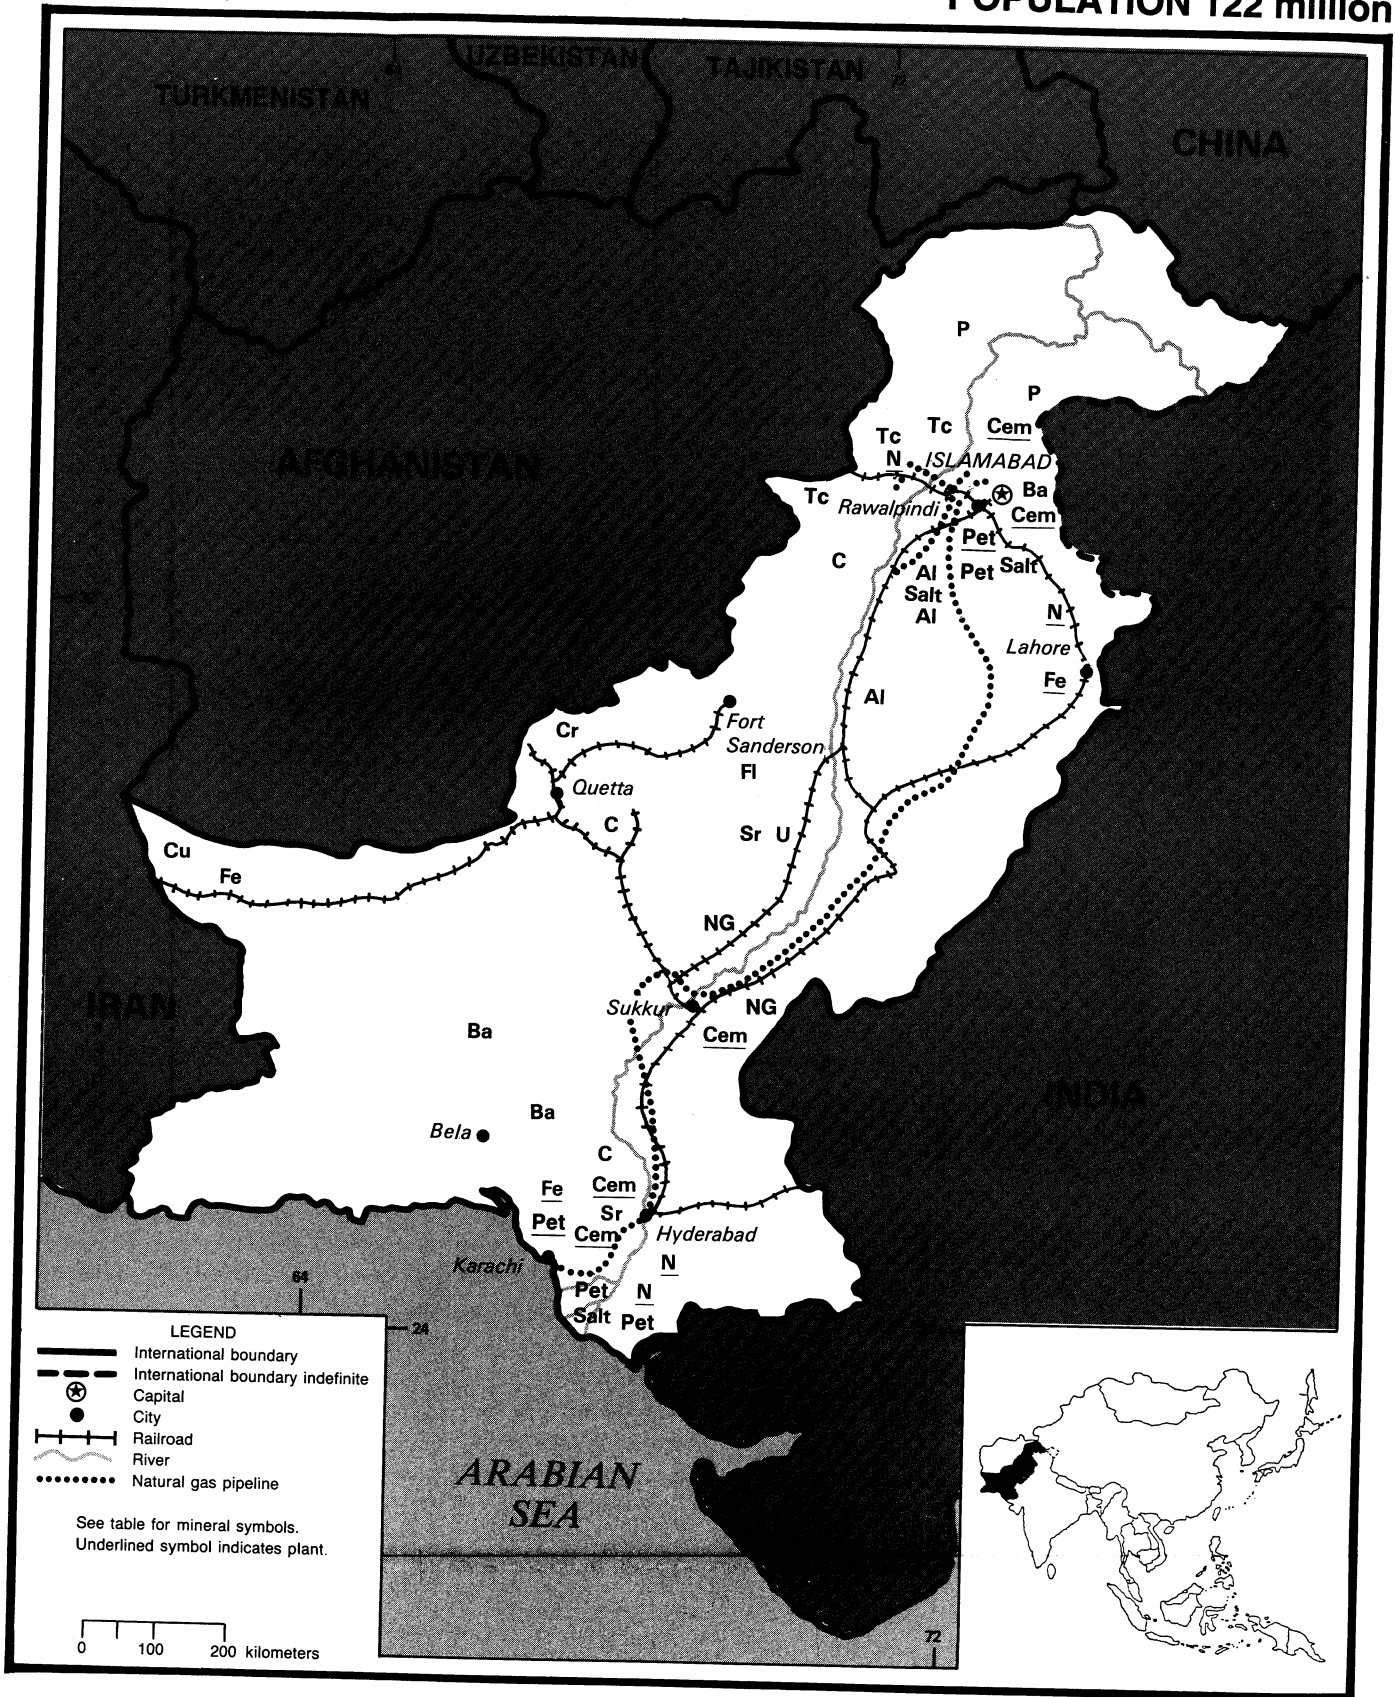 POPULATION 122 million
UZBEKISTAN
TAJIKISTAN
64
72
TURKMENISTAN
CHINA
P
P
Tc
Cem
Tc
N
ISLAMABAD
AFGHANISTAN
Tc
Rawalpindi
Ba
Cem
Pet
C
Al
Pet
Salt
Salt
Al
N
Lahore
Fe
Al
Cr
Fort
Sanderson
Fl
Quetta
C
Sr
U
Cu
Fe
NG
IRAN
Sukkur
NG
Cem
Ba
INDIA
Ba
Bela
C
Fe
Cem
Sr
Pet
Cem
Hyderabad
Karachi
N
64
Pet
N
Salt
Pet
24
LEGEND
International boundary
International boundary indefinite
Capital
City
Railroad
River
Natural gas pipeline
See table for mineral symbols.
Underlined symbol indicates plant.
ARABIAN
SEA
0 100 200 kilometers
72